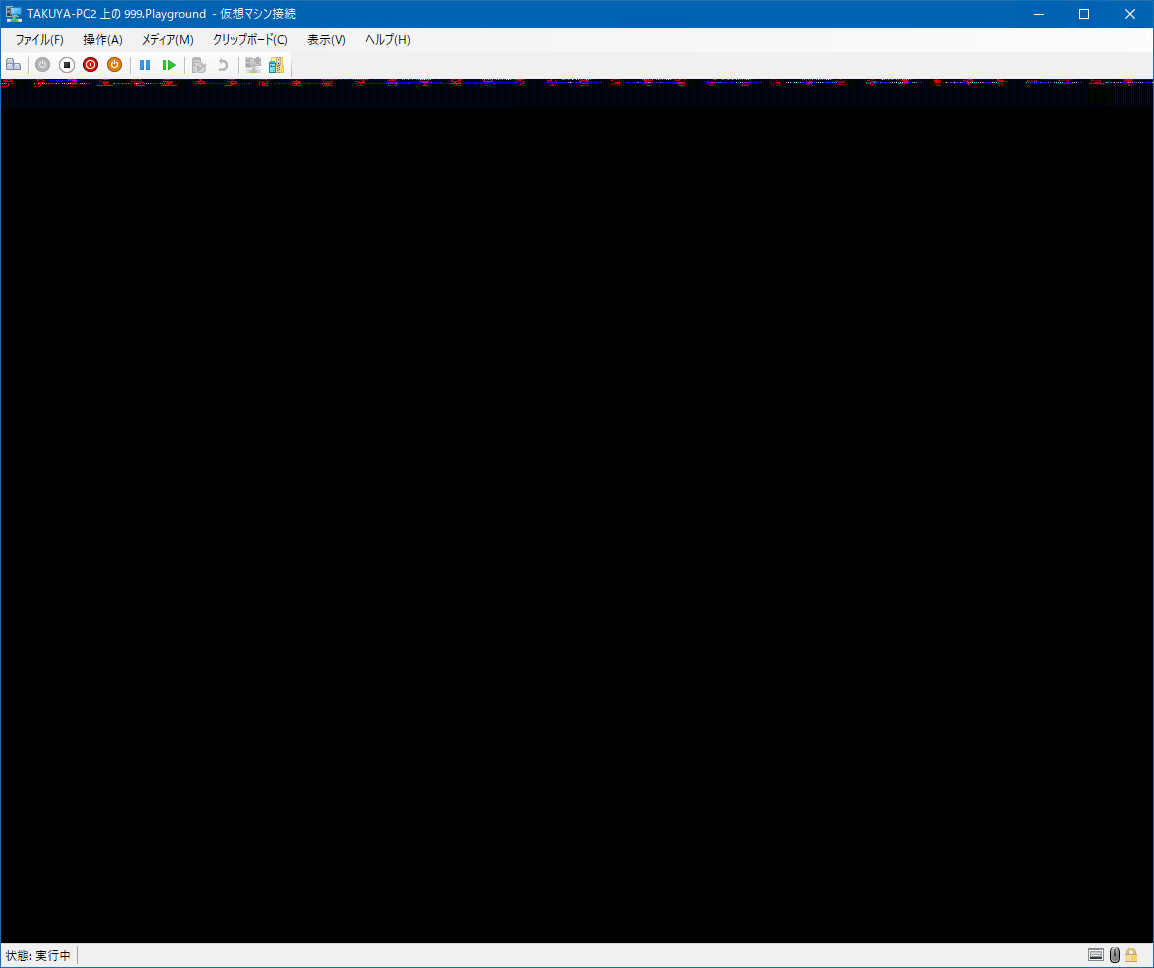 TAKUYA-PC2 上の 999.Playground - 仮想マシン接続
ファイル(F) 操作(A) メディア(M) クリップボード(C) 表示(V) ヘルプ(H)
状態: 実行中